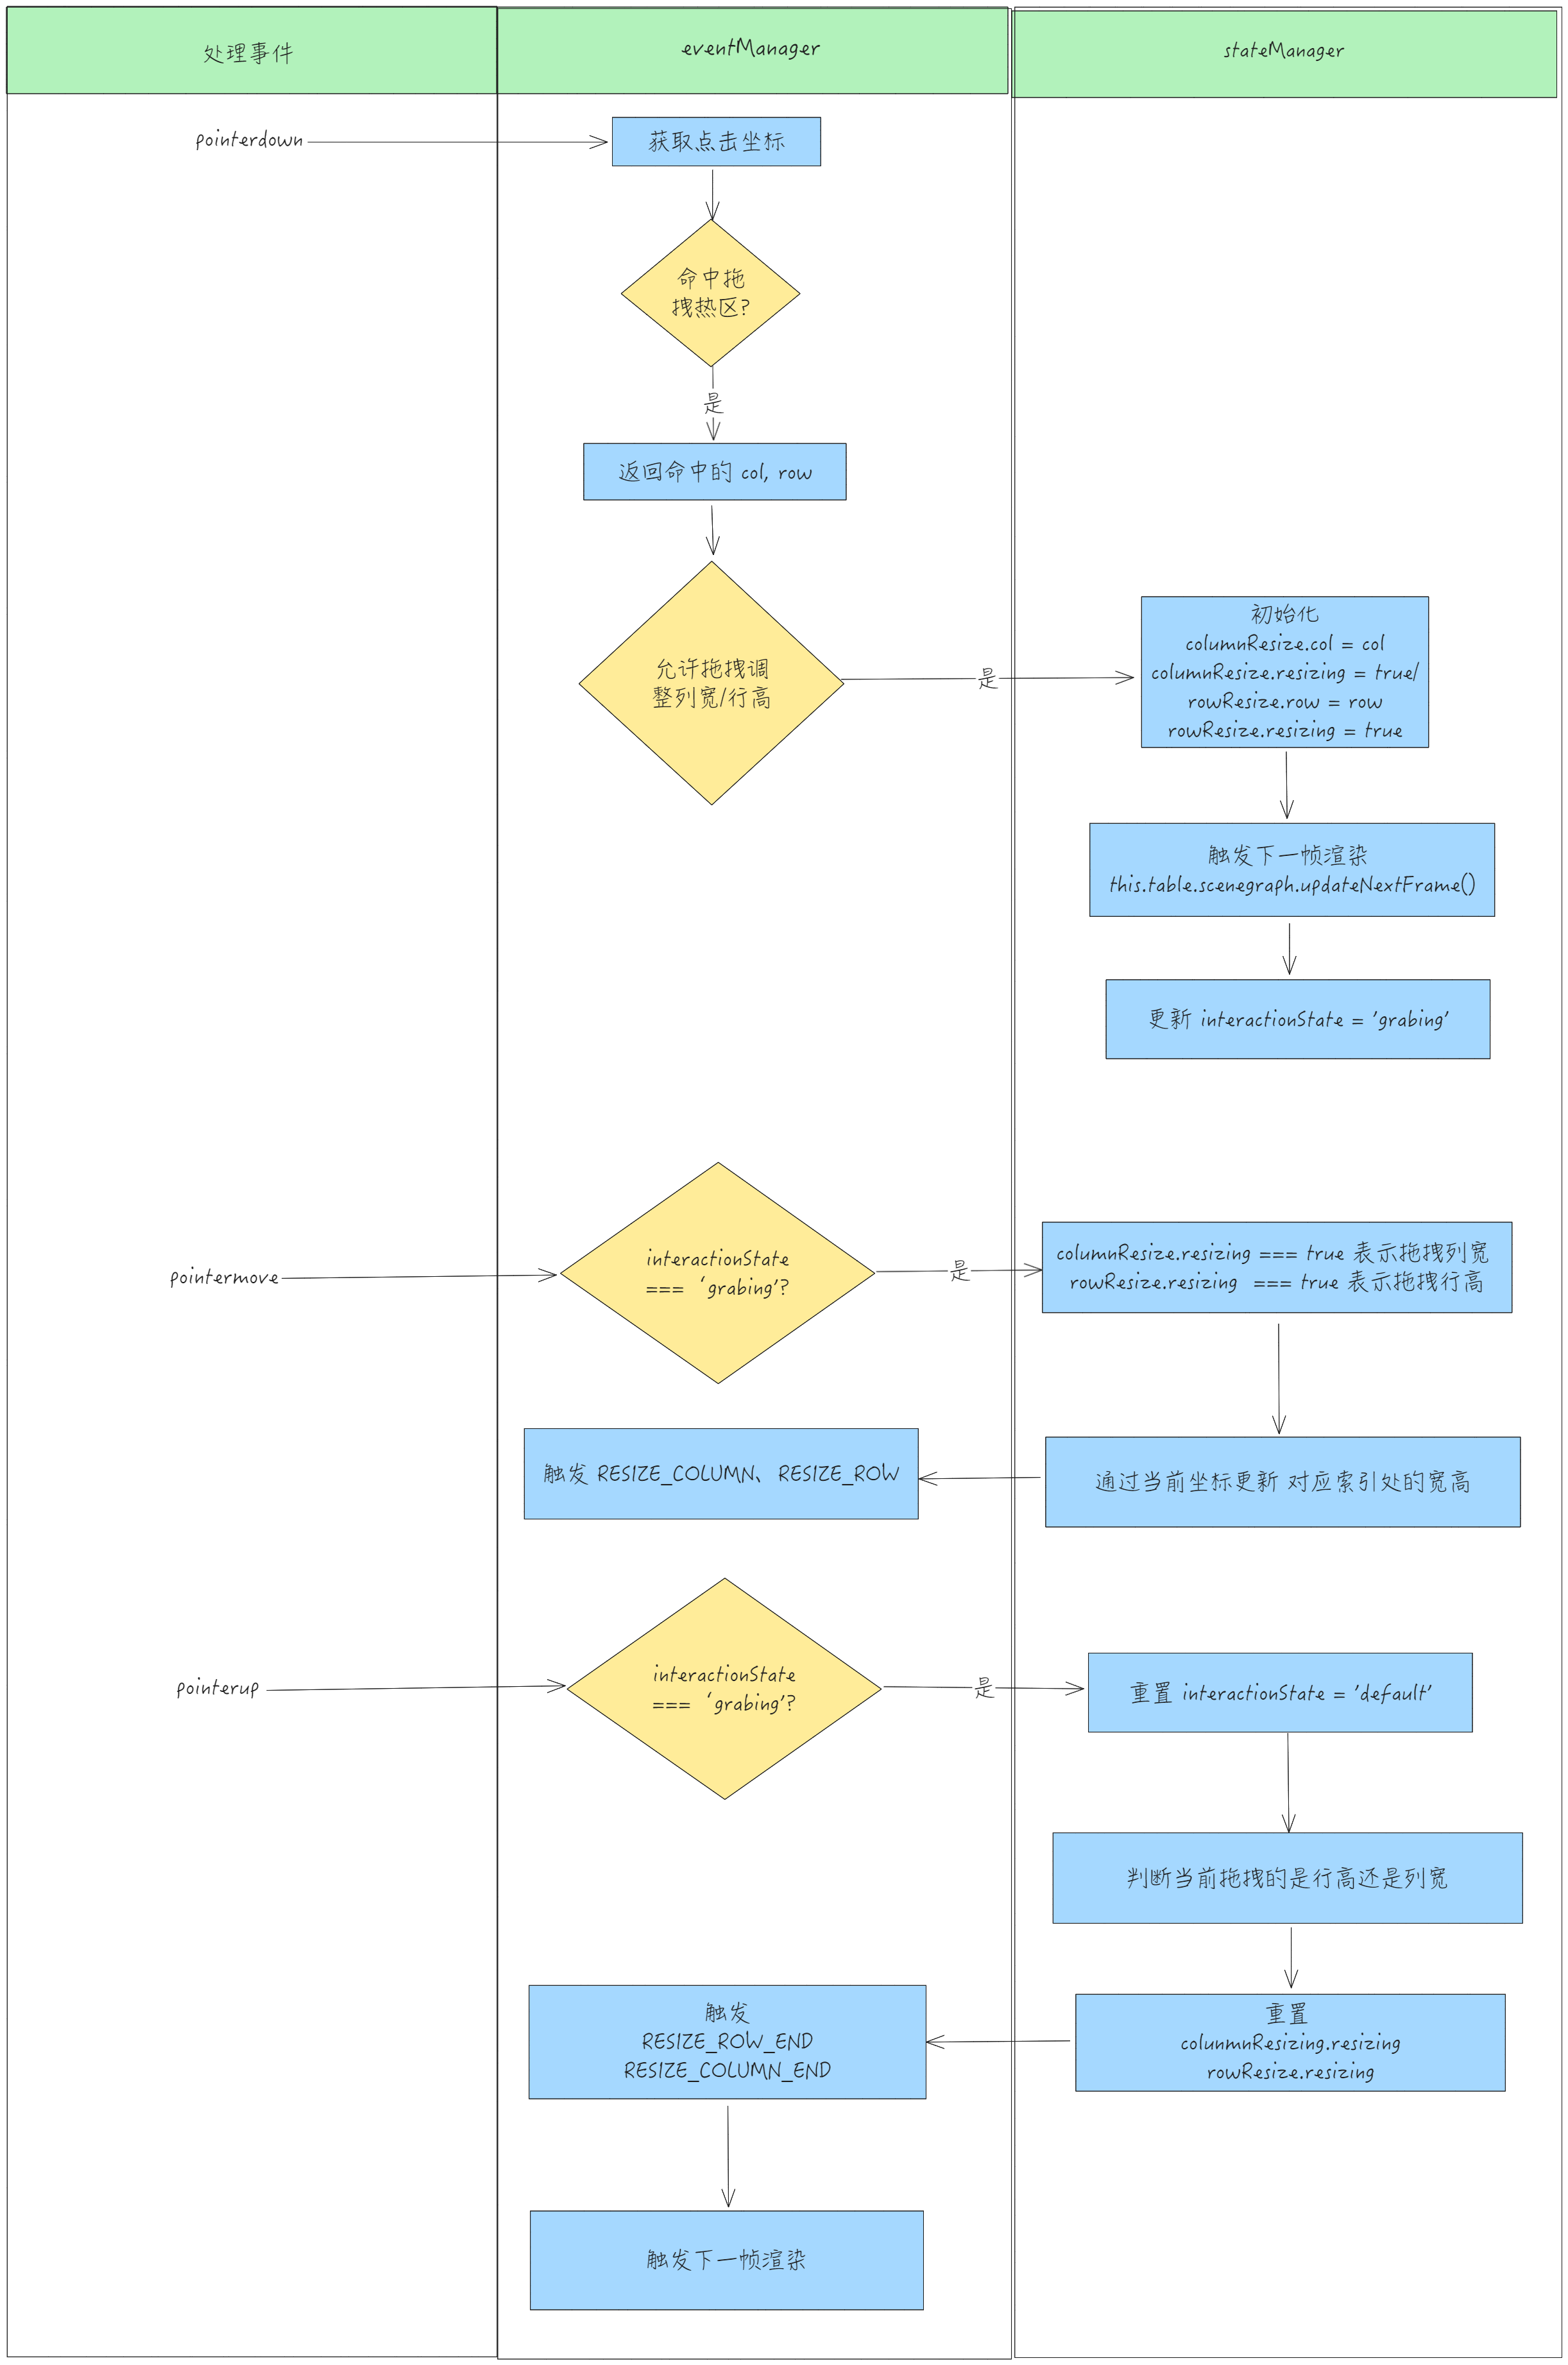 处理事件
eventManager
stateManager
pointerdown
获取点击坐标
命中拖
拽热区?
是
返回命中的 col, row
允许拖拽调
整列宽/行高
是
初始化
columnResize.col = col
columnResize.resizing = true/
rowResize.row = row
rowResize.resizing = true
触发下一帧渲染
this.table.scenegraph.updateNextFrame()
更新 interactionState = 'grabing'
pointermove
interactionState
=== ‘grabing'?
是
columnResize.resizing === true 表示拖拽列宽
rowResize.resizing === true 表示拖拽行高
通过当前坐标更新 对应索引处的宽高
触发 RESIZE_COLUMN、RESIZE_ROW
pointerup
interactionState
=== ‘grabing'?
是
重置 interactionState = 'default'
判断当前拖拽的是行高还是列宽
重置
colunmnResizing.resizing
rowResize.resizing
触发
RESIZE_ROW_END
RESIZE_COLUMN_END
触发下一帧渲染